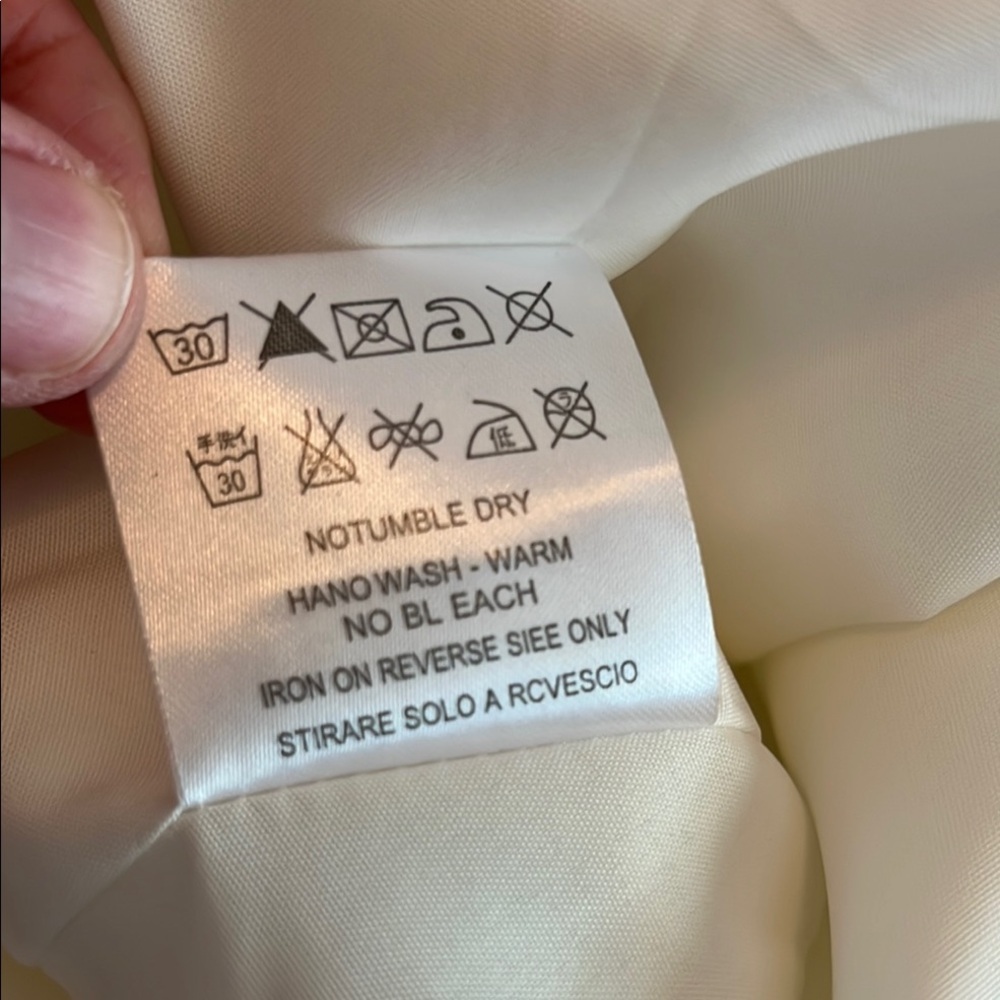 30
手洗イ
30
低
NOTUMBLE DRY
HANO WASH - WARM
NO BL EACH
IRON ON REVERSE SIEE ONLY
STIRARE SOLO A RCVESCIO